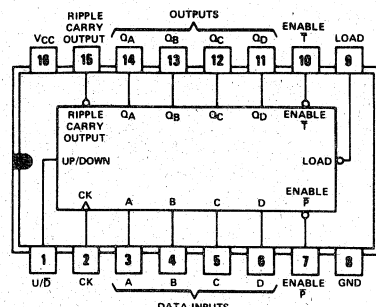 OUTPUTS
RIPPLE CARRY OUTPUT
ENABLE
VCC QA QB QC QD T̅ LOAD
16 15 14 13 12 11 10 9
RIPPLE CARRY OUTPUT QA QB QC QD ENABLE T̅
UP/DOWN LOAD
CK A B C D ENABLE P̅
1 2 3 4 5 6 7 8
U/D̅ CK A B C D ENABLE P̅ GND
DATA INPUTS